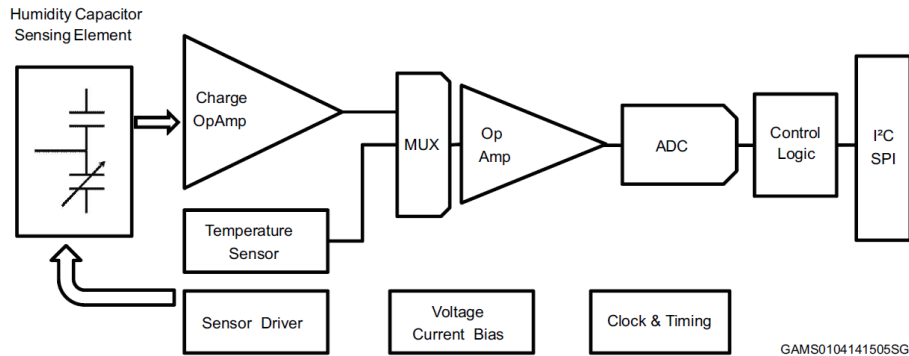 Humidity Capacitor
Sensing Element
Charge
OpAmp
MUX
Op
Amp
ADC
Control
Logic
I²C
SPI
Temperature
Sensor
Sensor Driver
Voltage
Current Bias
Clock & Timing
GAMS0104141505SG